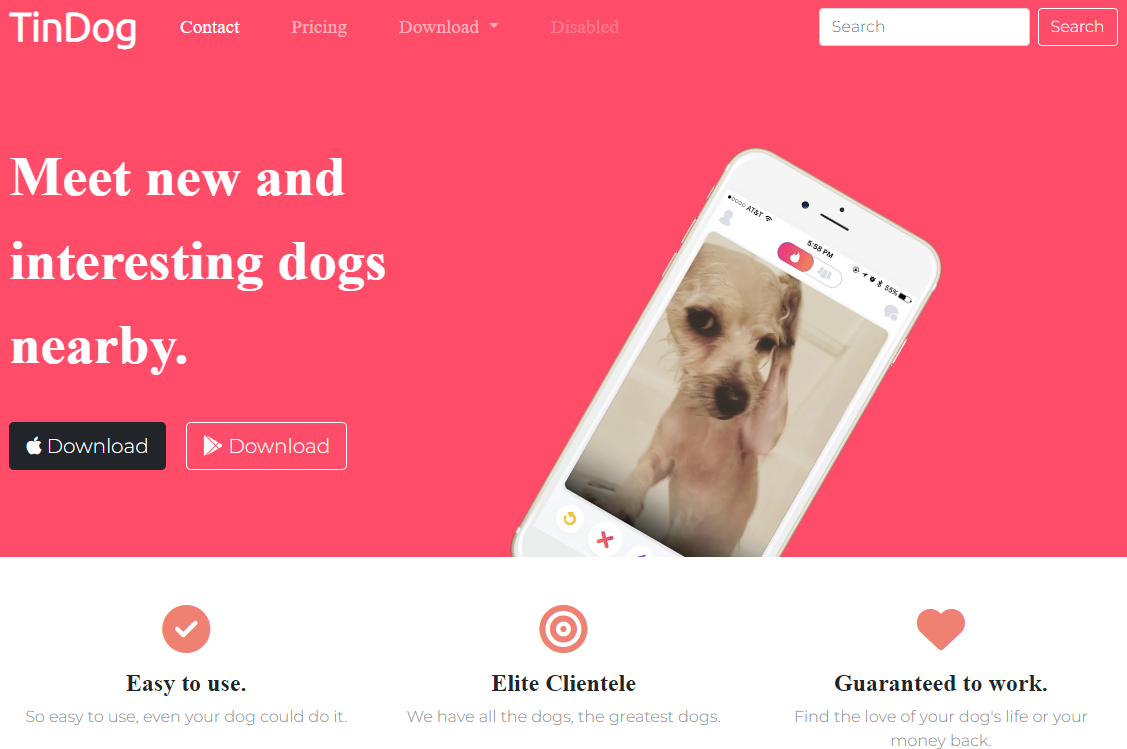 TinDog Contact Pricing Download Disabled Search Search
Meet new and
interesting dogs
nearby.
AT&T 5:58 PM 55%
Download Download
Easy to use. Elite Clientele Guaranteed to work.
So easy to use, even your dog could do it. We have all the dogs, the greatest dogs. Find the love of your dog's life or your
money back.